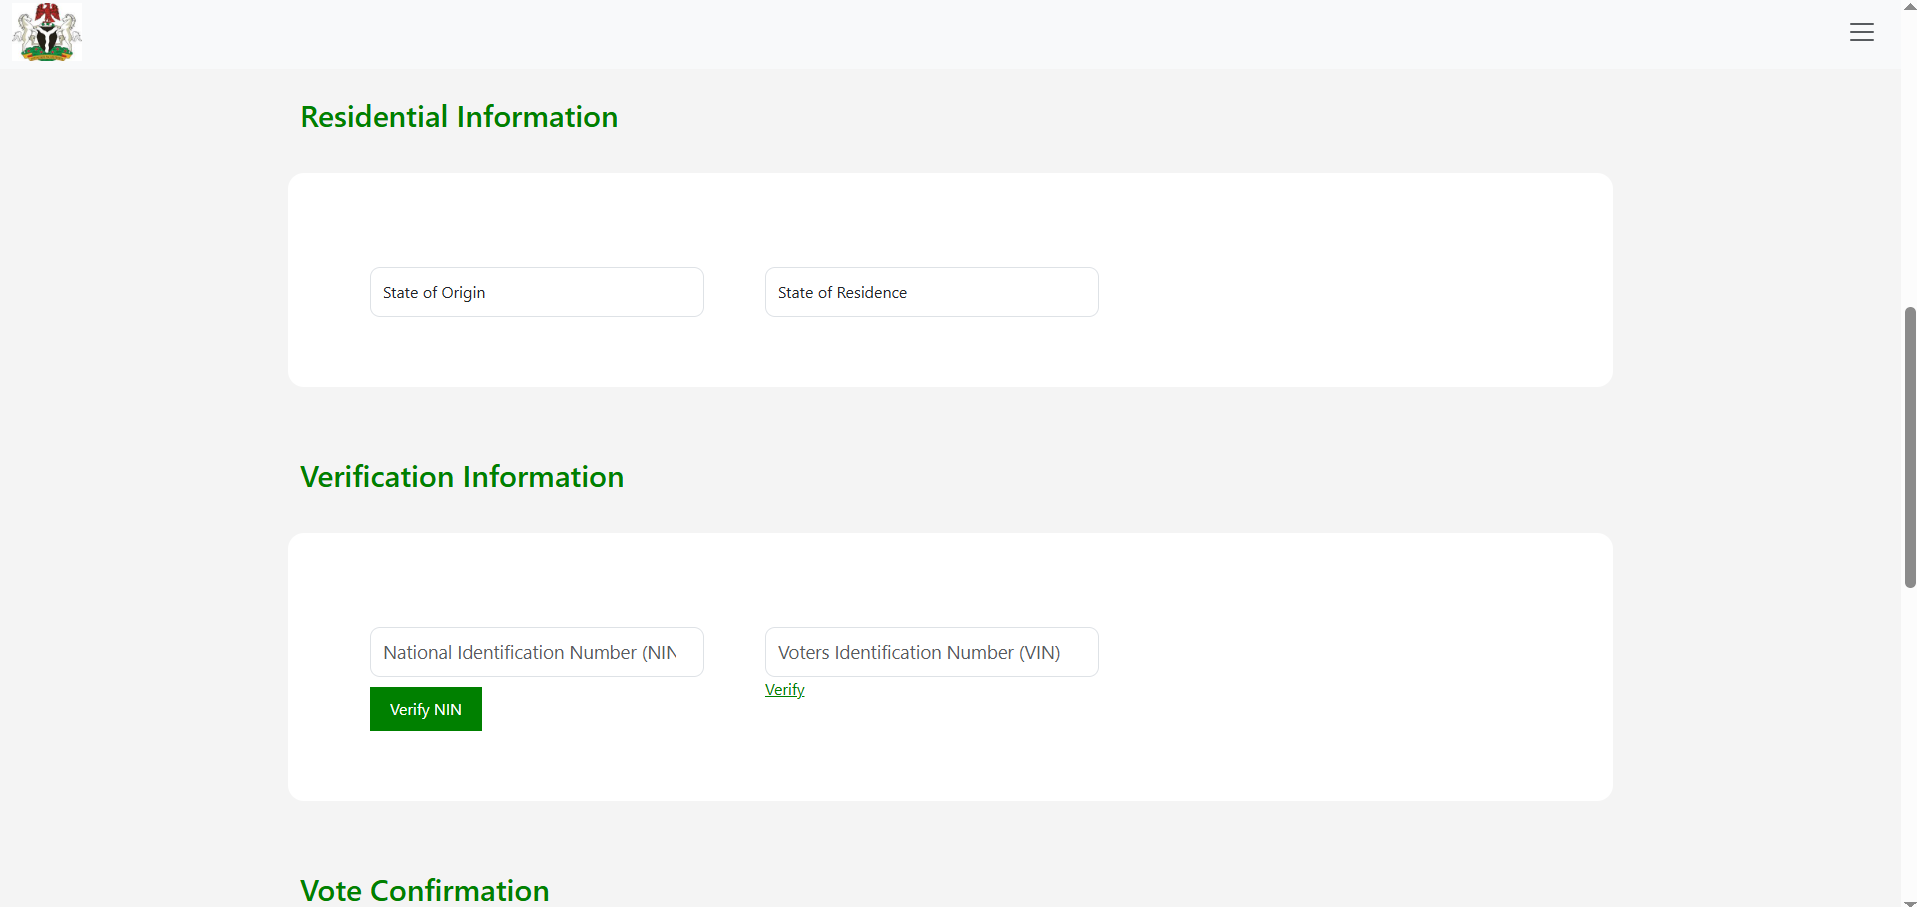 Residential Information
State of Origin
State of Residence
Verification Information
National Identification Number (NIN
Voters Identification Number (VIN)
Verify
Verify NIN
Vote Confirmation